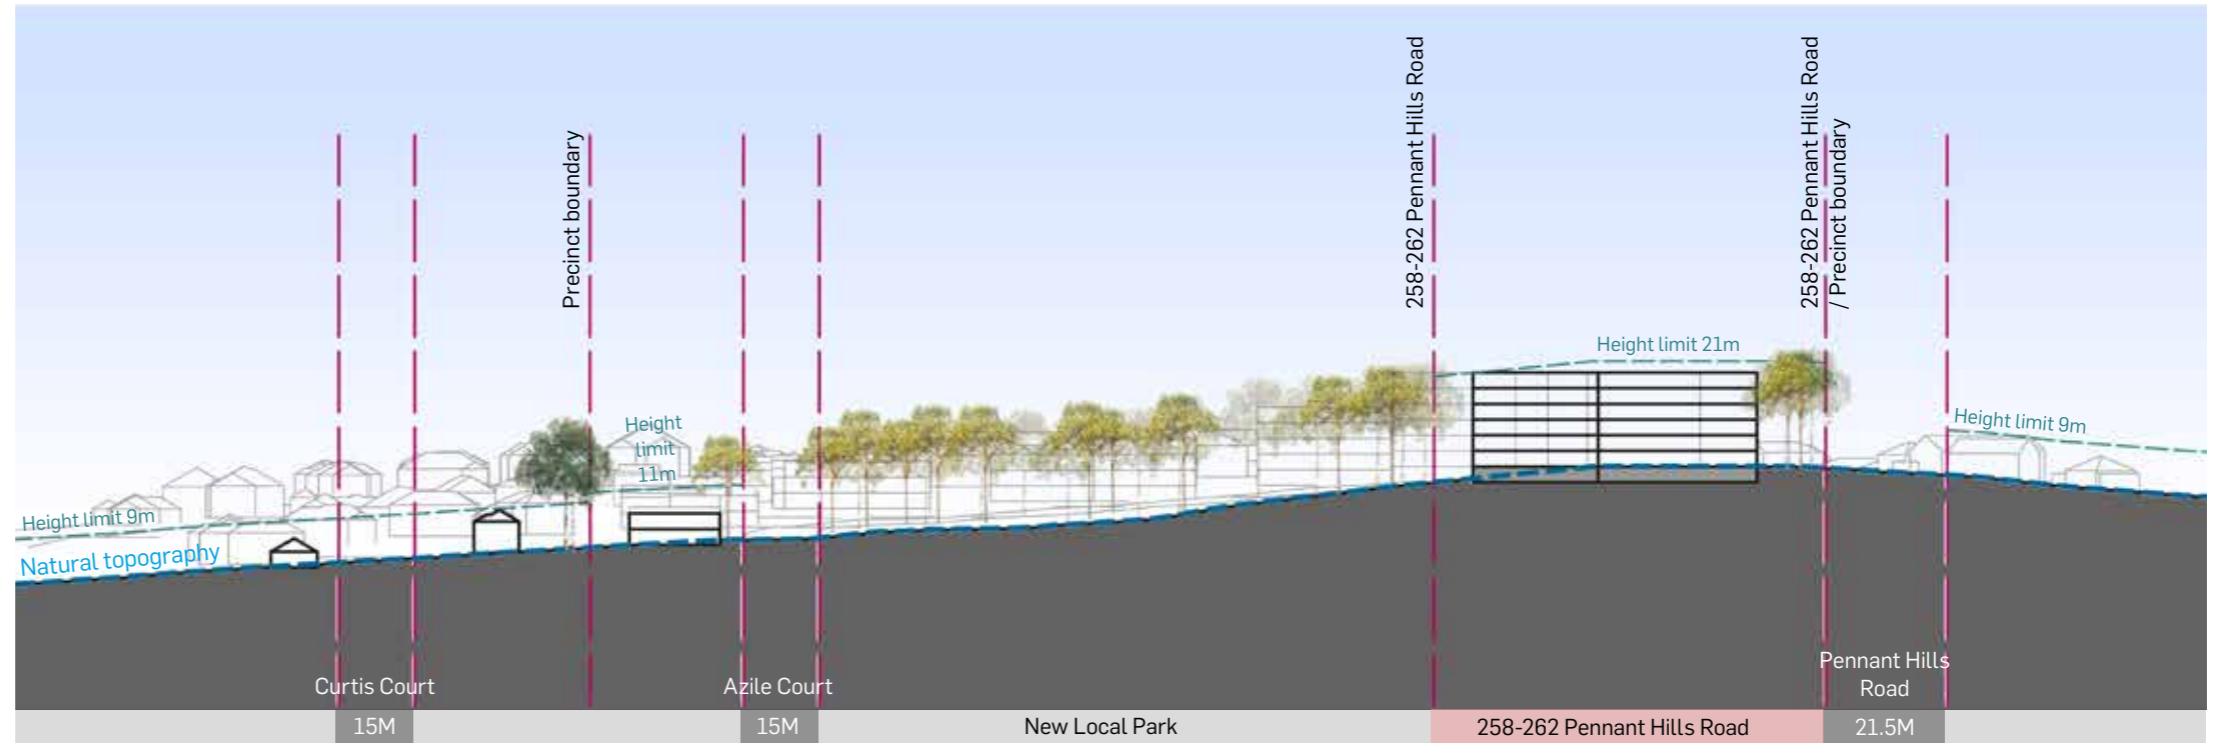 Precinct boundary
258-262 Pennant Hills Road
258-262 Pennant Hills Road
/ Precinct boundary
Height limit 21m
Height
limit
11m
Height limit 9m
Height limit 9m
Natural topography
Curtis Court
Azile Court
Pennant Hills
Road
15M
15M
New Local Park
258-262 Pennant Hills Road
21.5M